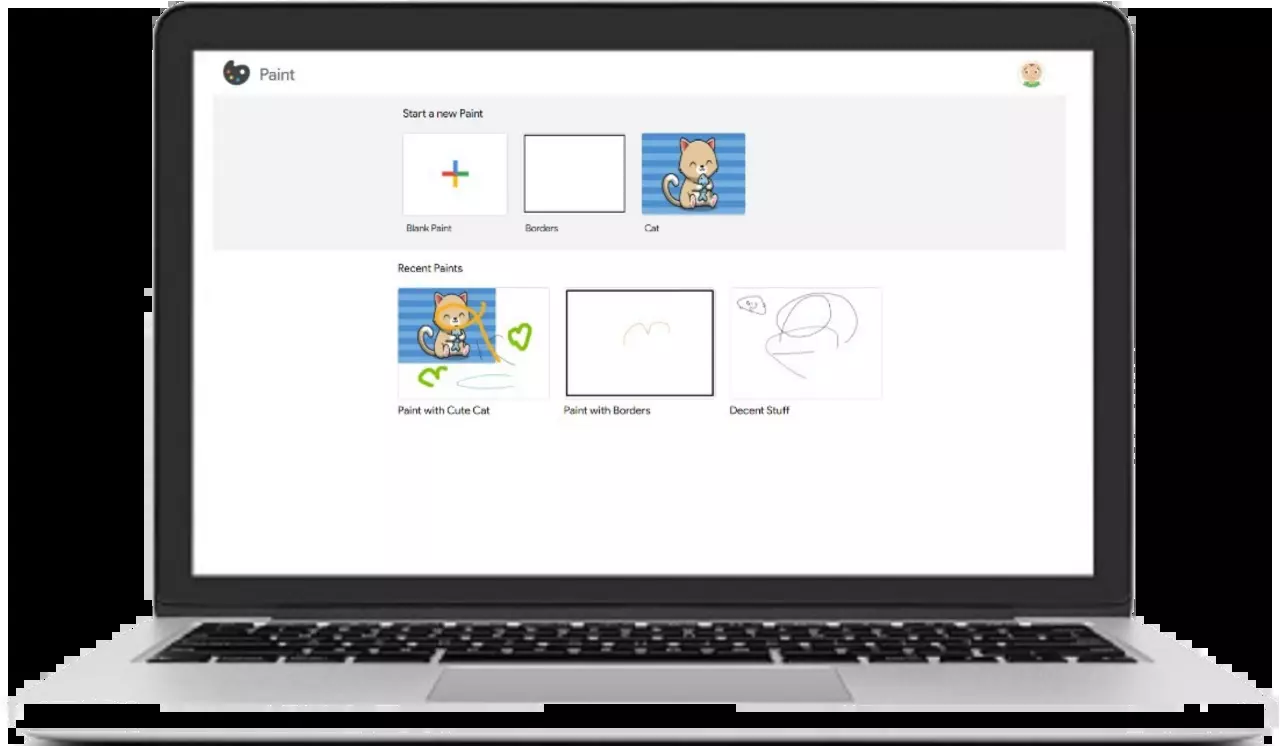 Paint
Start a new Paint
Blank Paint
Borders
Cat
Recent Paints
Paint with Cute Cat
Paint with Borders
Decent Stuff